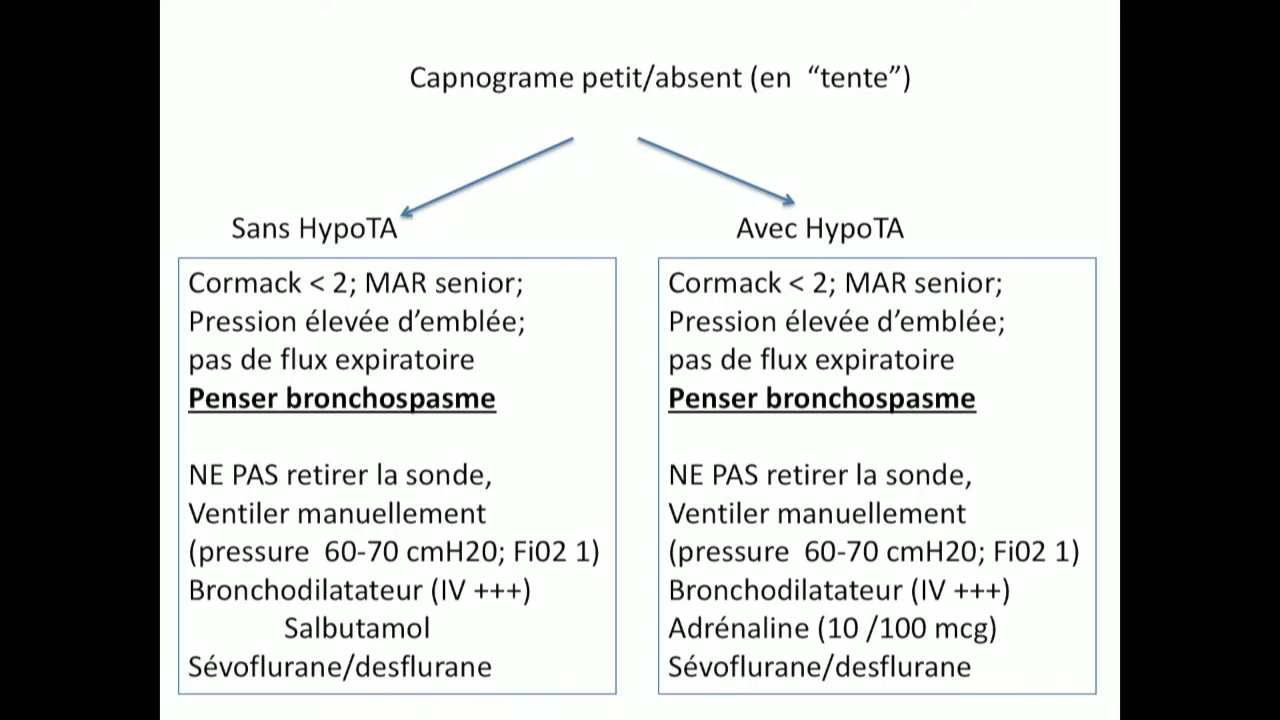 Capnograme petit/absent (en “tente”)
Sans HypoTA
Cormack < 2; MAR senior;
Pression élevée d’emblée;
pas de flux expiratoire
Penser bronchospasme
NE PAS retirer la sonde,
Ventiler manuellement
(pressure 60-70 cmH20; Fi02 1)
Bronchodilatateur (IV +++)
Salbutamol
Sévoflurane/desflurane
Avec HypoTA
Cormack < 2; MAR senior;
Pression élevée d’emblée;
pas de flux expiratoire
Penser bronchospasme
NE PAS retirer la sonde,
Ventiler manuellement
(pressure 60-70 cmH20; Fi02 1)
Bronchodilatateur (IV +++)
Adrénaline (10 /100 mcg)
Sévoflurane/desflurane